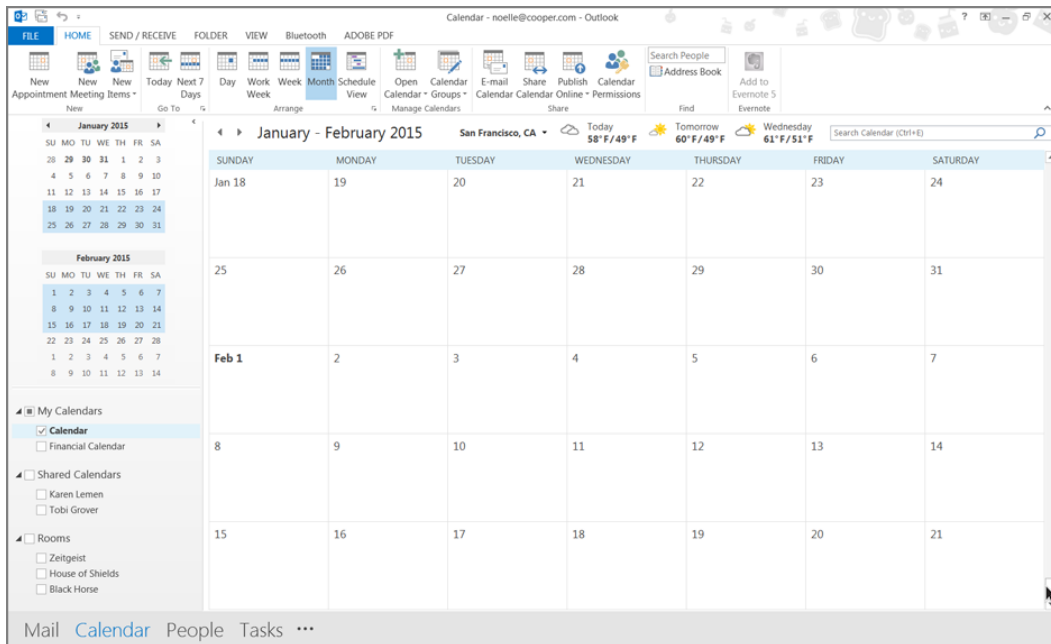 Calendar - noelle@cooper.com - Outlook
FILE HOME SEND / RECEIVE FOLDER VIEW Bluetooth ADOBE PDF
New Appointment
New Meeting
New Items
New
Today
Next 7 Days
Go To
Day
Work Week
Week
Month
Schedule View
Arrange
Open Calendar
Calendar Groups
Manage Calendars
E-mail Calendar
Share Calendar
Publish Online
Calendar Permissions
Share
Search People
Address Book
Find
Add to Evernote 5
Evernote
January 2015
SU MO TU WE TH FR SA
28 29 30 31 1 2 3
4 5 6 7 8 9 10
11 12 13 14 15 16 17
18 19 20 21 22 23 24
25 26 27 28 29 30 31
February 2015
SU MO TU WE TH FR SA
1 2 3 4 5 6 7
8 9 10 11 12 13 14
15 16 17 18 19 20 21
22 23 24 25 26 27 28
1 2 3 4 5 6 7
8 9 10 11 12 13 14
My Calendars
Calendar
Financial Calendar
Shared Calendars
Karen Lemen
Tobi Grover
Rooms
Zeitgeist
House of Shields
Black Horse
January - February 2015
San Francisco, CA
Today
58°F/49°F
Tomorrow
60°F/49°F
Wednesday
61°F/51°F
Search Calendar (Ctrl+E)
SUNDAY MONDAY TUESDAY WEDNESDAY THURSDAY FRIDAY SATURDAY
Jan 18 19 20 21 22 23 24
25 26 27 28 29 30 31
Feb 1 2 3 4 5 6 7
8 9 10 11 12 13 14
15 16 17 18 19 20 21
Mail Calendar People Tasks •••